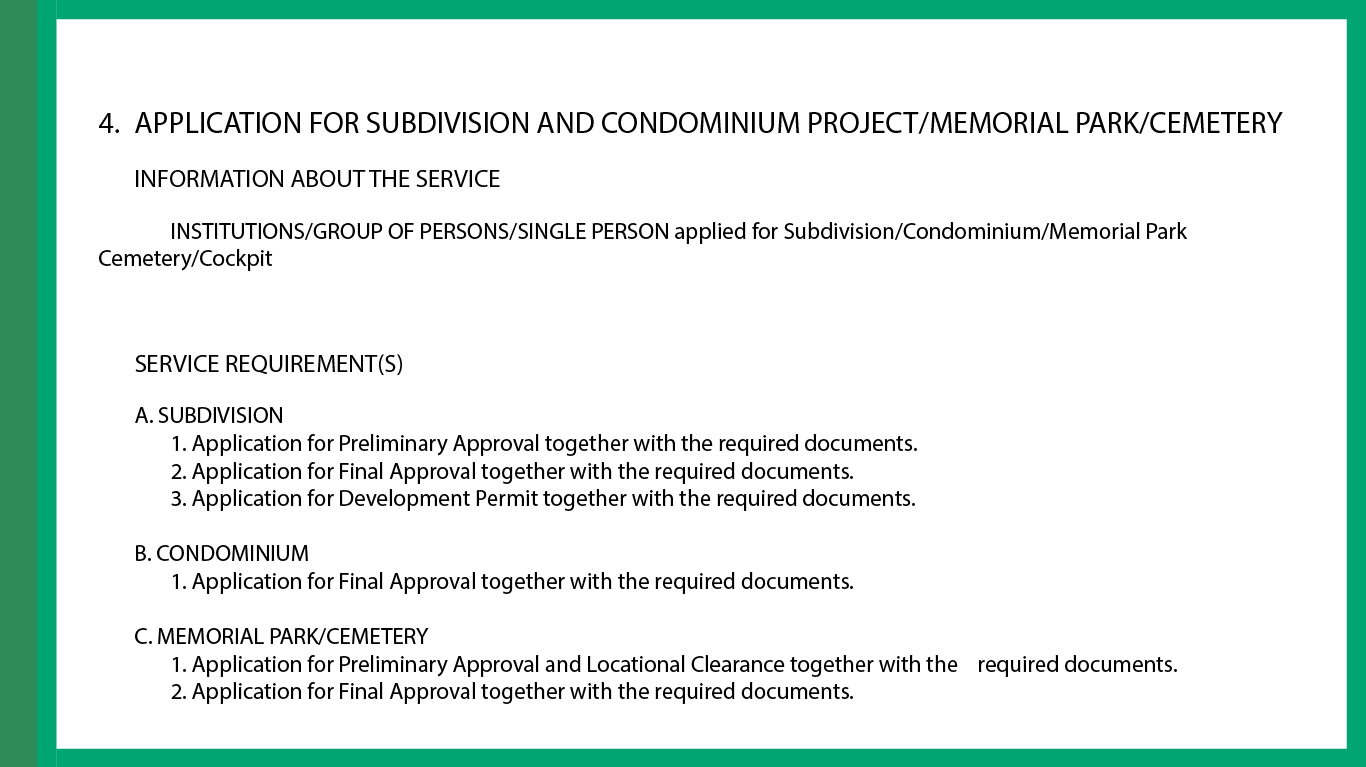 4. APPLICATION FOR SUBDIVISION AND CONDOMINIUM PROJECT/MEMORIAL PARK/CEMETERY
INFORMATION ABOUT THE SERVICE
INSTITUTIONS/GROUP OF PERSONS/SINGLE PERSON applied for Subdivision/Condominium/Memorial Park
Cemetery/Cockpit
SERVICE REQUIREMENT(S)
A. SUBDIVISION
1. Application for Preliminary Approval together with the required documents.
2. Application for Final Approval together with the required documents.
3. Application for Development Permit together with the required documents.
B. CONDOMINIUM
1. Application for Final Approval together with the required documents.
C. MEMORIAL PARK/CEMETERY
1. Application for Preliminary Approval and Locational Clearance together with the required documents.
2. Application for Final Approval together with the required documents.